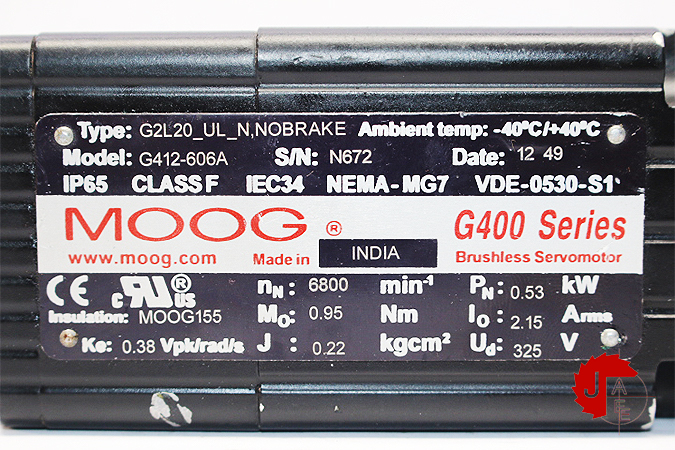 Type: G2L20_UL_N,NOBRAKE Ambient temp: -40°C/+40°C
Model: G412-606A S/N: N672 Date: 12 49
IP65 CLASS F IEC34 NEMA-MG7 VDE-0530-S1
MOOG ® G400 Series
www.moog.com Made in INDIA Brushless Servomotor
CE c RU ® US nN: 6800 min-1 PN: 0.53 kW
Insulation: MOOG155 Mo: 0.95 Nm Io: 2.15 Arms
Ke: 0.38 Vpk/rad/s J : 0.22 kgcm² Ud: 325 V
J